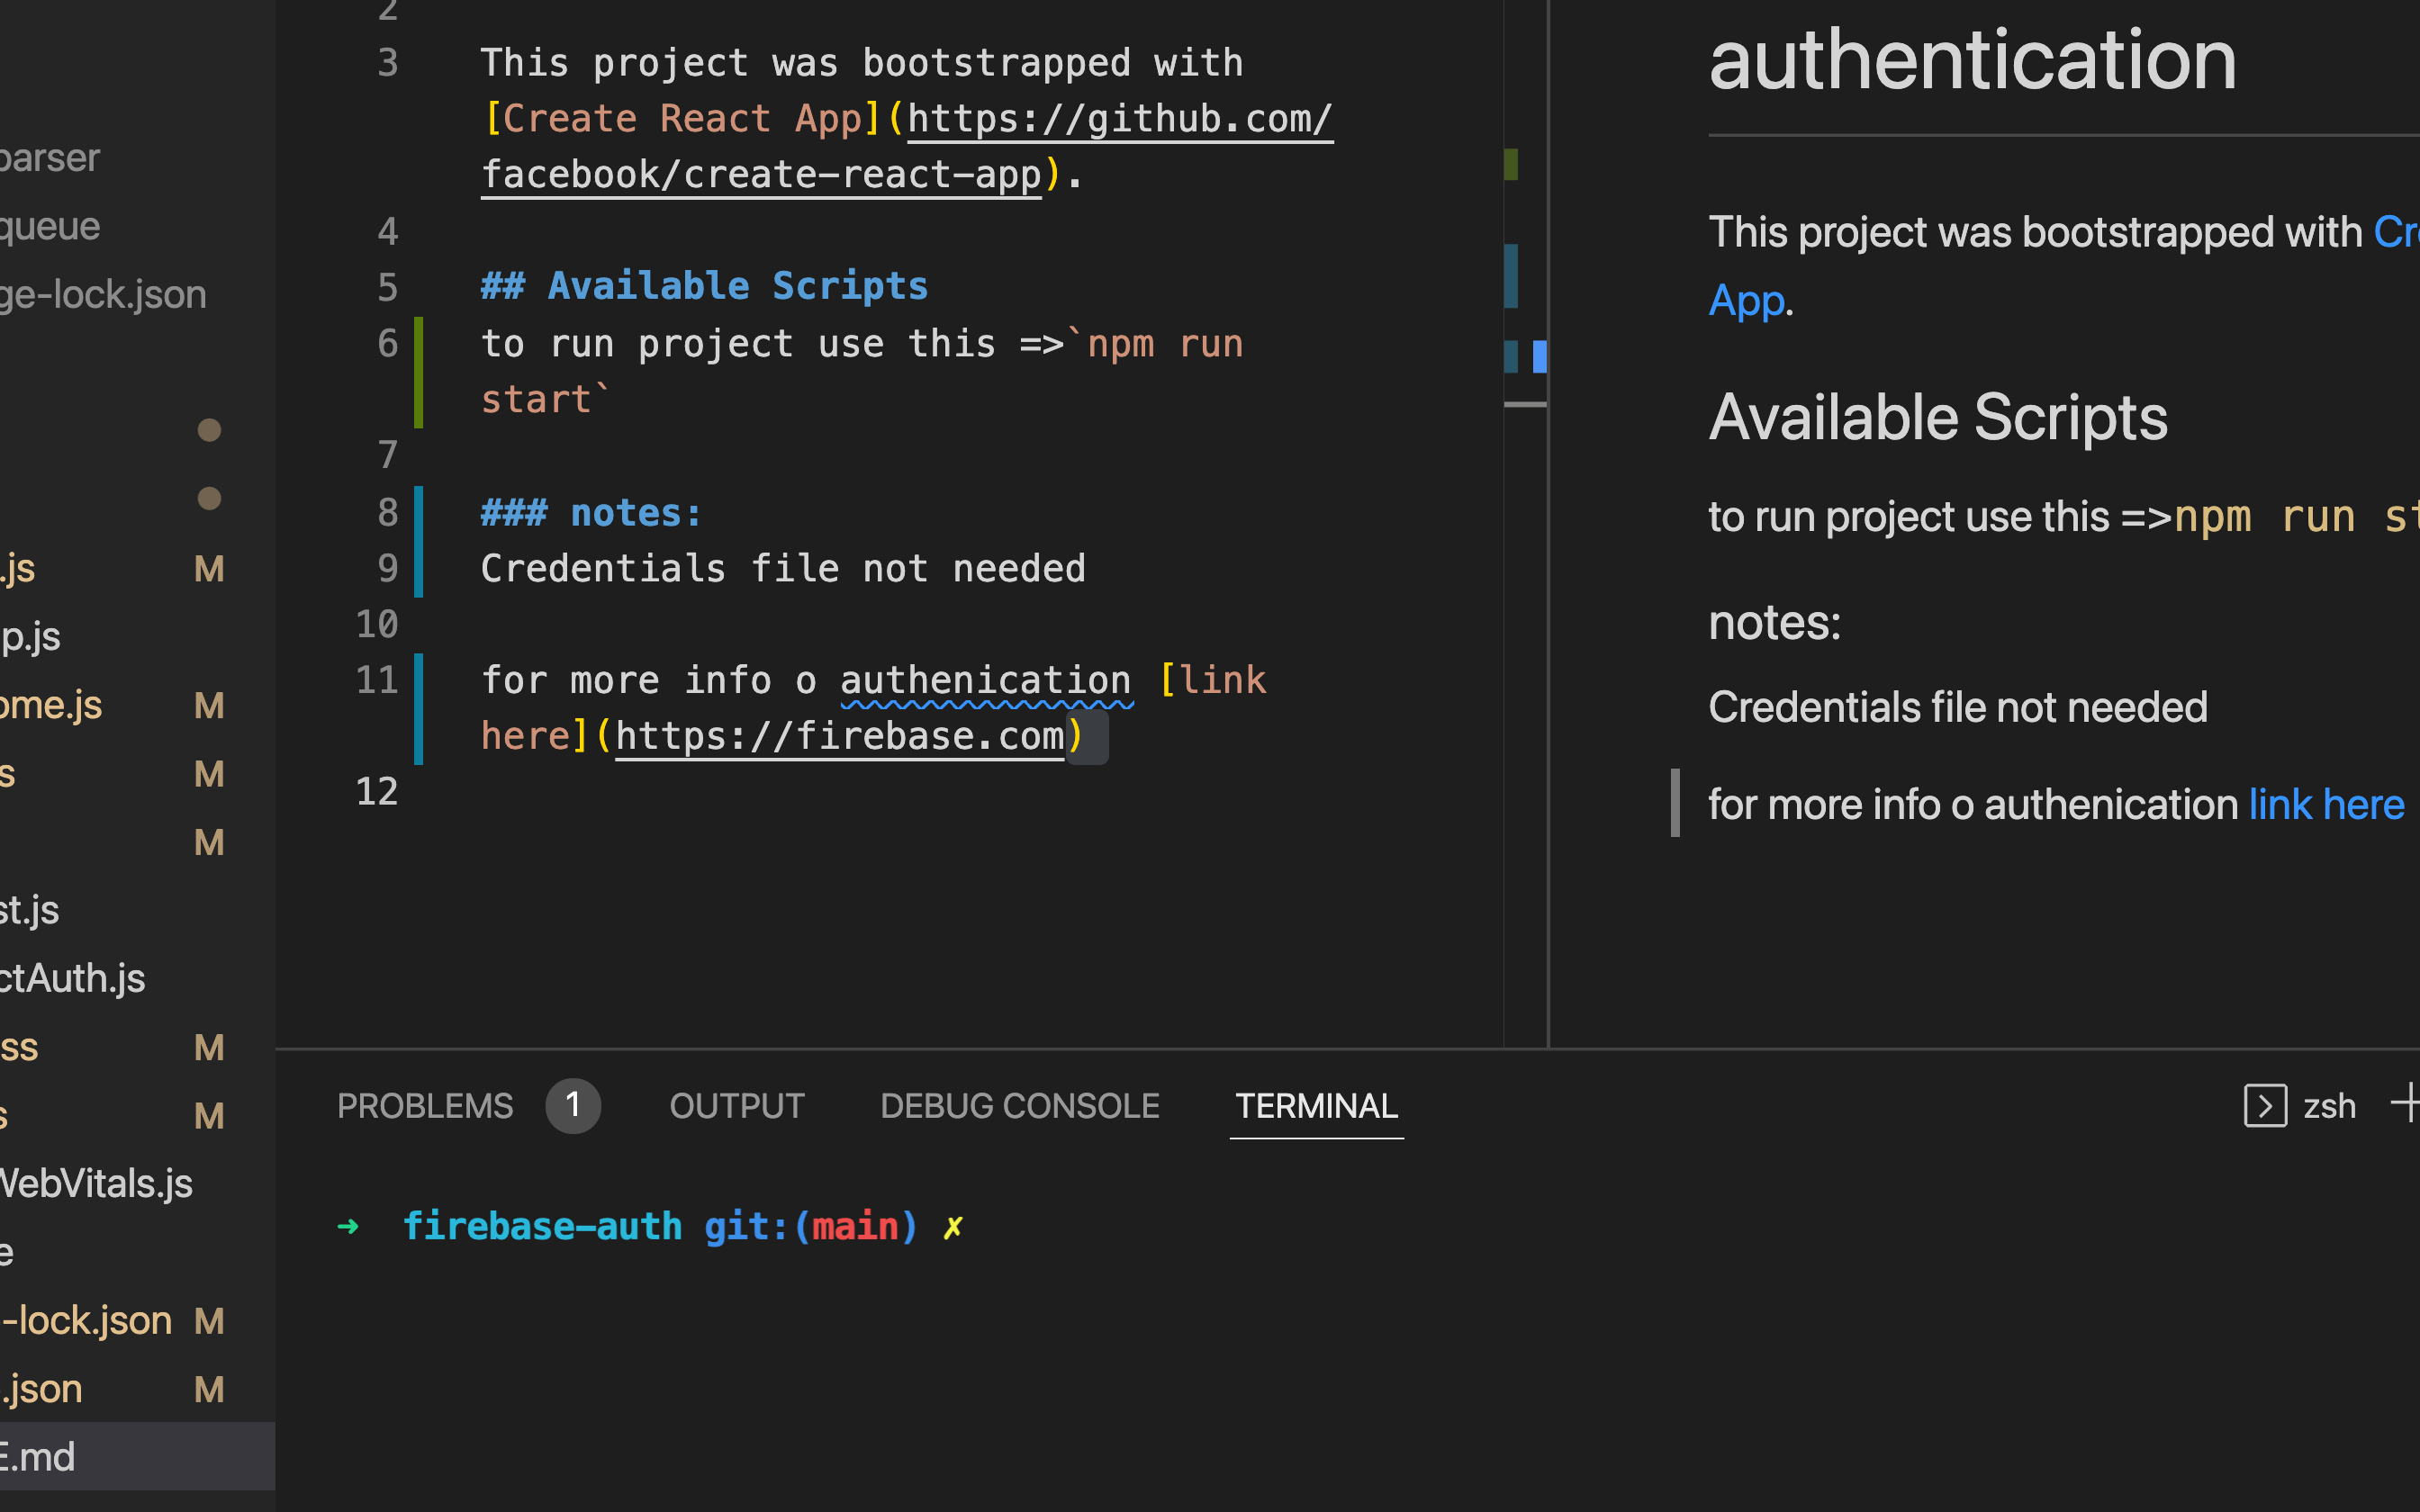 parser
queue
ge-lock.json
.js M
p.js
ome.js M
s M
M
st.js
ctAuth.js
ss M
s M
WebVitals.js
e
-lock.json M
.json M
E.md
2
3 This project was bootstrapped with
[Create React App](https://github.com/
facebook/create-react-app).
4
5 ## Available Scripts
6 to run project use this =>`npm run
start`
7
8 ### notes:
9 Credentials file not needed
10
11 for more info o authenication [link
here](https://firebase.com)
12
authentication
This project was bootstrapped with Cre
App.
Available Scripts
to run project use this =>npm run st
notes:
Credentials file not needed
for more info o authenication link here
PROBLEMS 1 OUTPUT DEBUG CONSOLE TERMINAL zsh
➜ firebase-auth git:(main) ✗